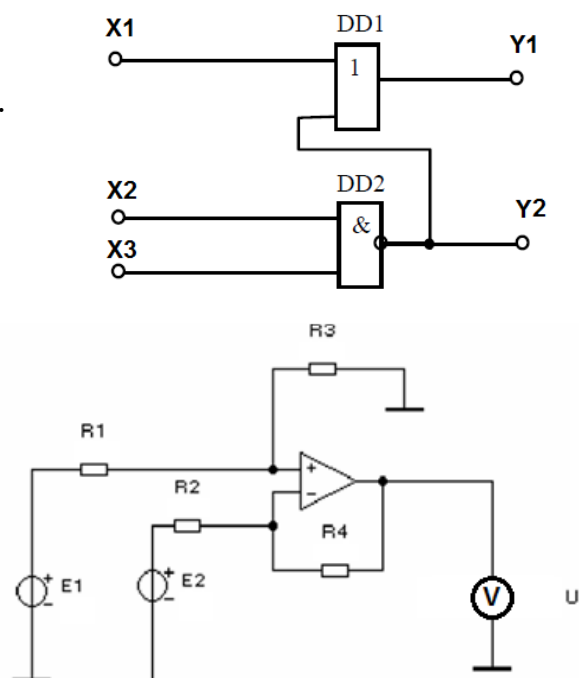 X1 DD1 Y1
1
.
X2 DD2 Y2
&
X3
R3
R1
R2 + -
R4
+ - E1 + - E2 V U